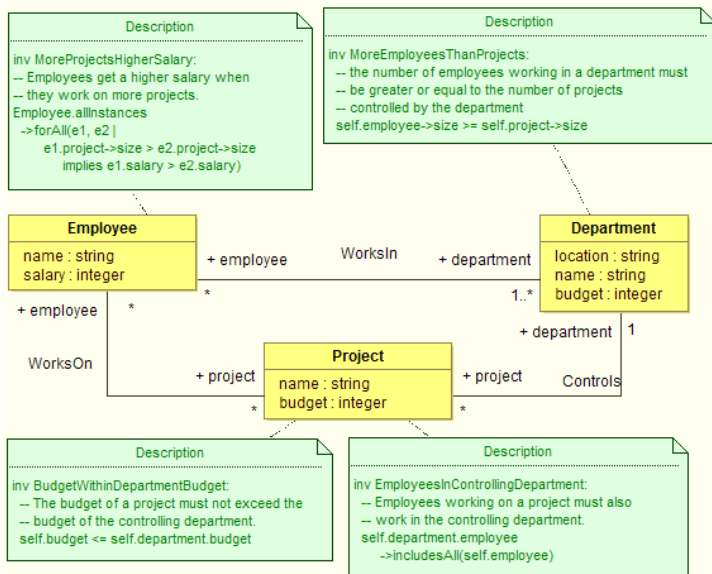 Description
inv MoreProjectsHigherSalary:
-- Employees get a higher salary when
-- they work on more projects.
Employee.allInstances
->forAll(e1, e2 |
e1.project->size > e2.project->size
implies e1.salary > e2.salary)
Description
inv MoreEmployeesThanProjects:
-- the number of employees working in a department must
-- be greater or equal to the number of projects
-- controlled by the department
self.employee->size >= self.project->size
Employee
name : string
salary : integer
+ employee
*
WorksIn
+ department
1..*
Department
location : string
name : string
budget : integer
+ employee
*
WorksOn
+ project
*
Project
name : string
budget : integer
+ project
*
Controls
+ department
1
Description
inv BudgetWithinDepartmentBudget:
-- The budget of a project must not exceed the
-- budget of the controlling department.
self.budget <= self.department.budget
Description
inv EmployeesInControllingDepartment:
-- Employees working on a project must also
-- work in the controlling department.
self.department.employee
->includesAll(self.employee)